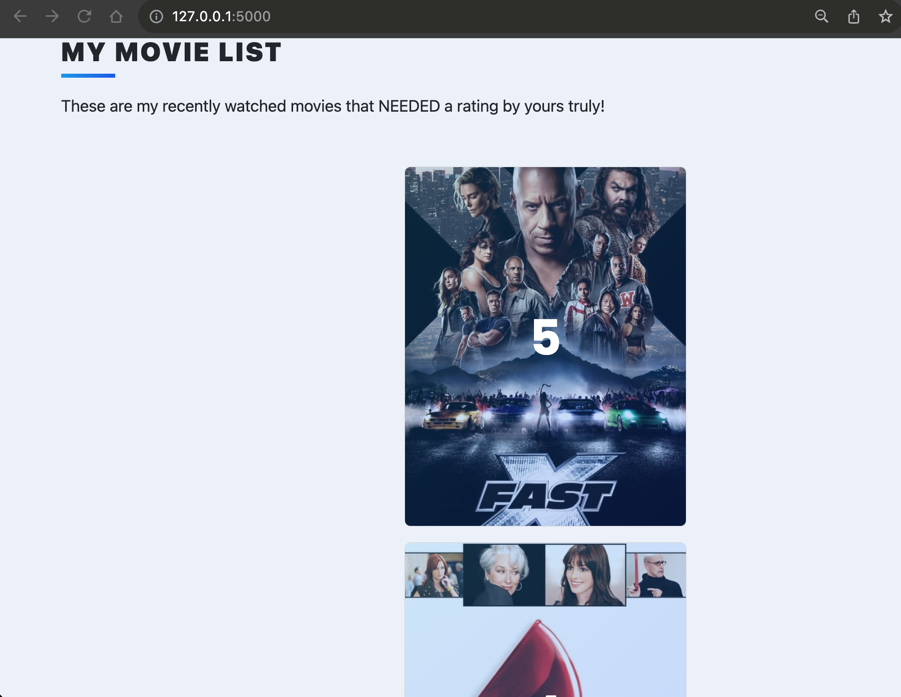 127.0.0.1:5000
MY MOVIE LIST
These are my recently watched movies that NEEDED a rating by yours truly!
W
5
X
FAST